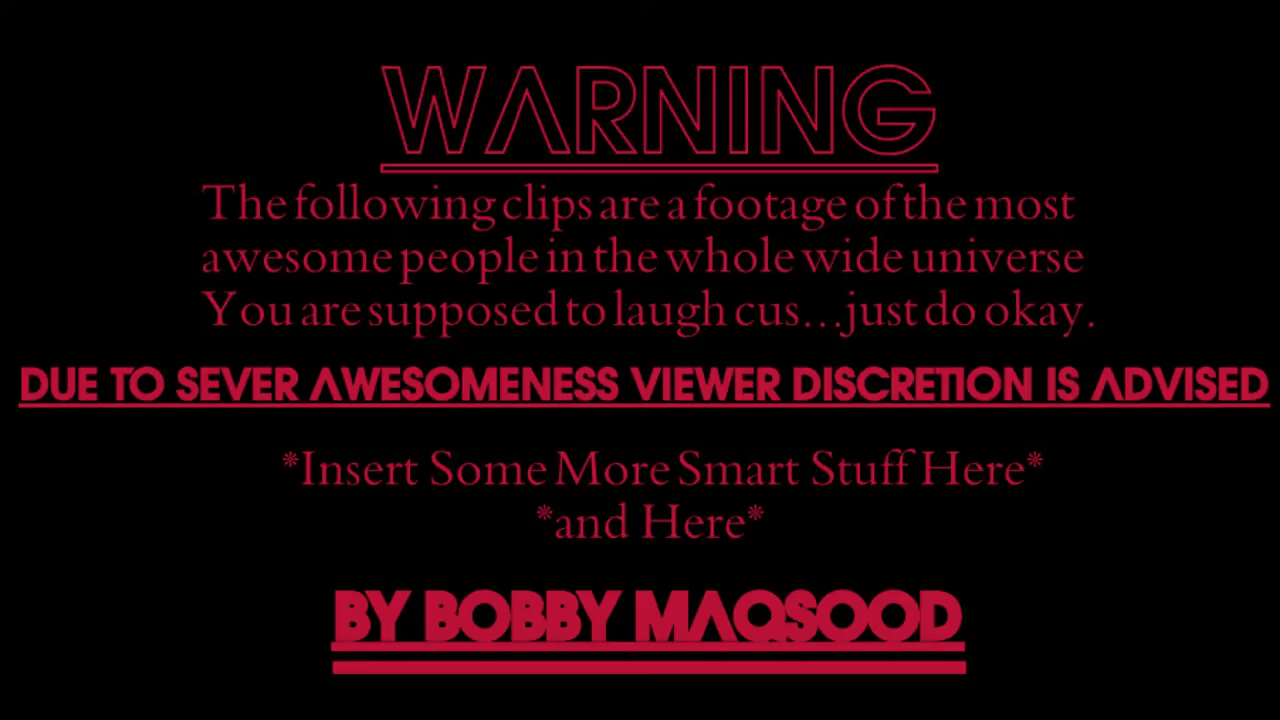 WARNING
The following clips are a footage of the most
awesome people in the whole wide universe
You are supposed to laugh cus...just do okay.
DUE TO SEVER AWESOMENESS VIEWER DISCRETION IS ADVISED
*Insert Some More Smart Stuff Here*
*and Here*
BY BOBBY MAQSOOD